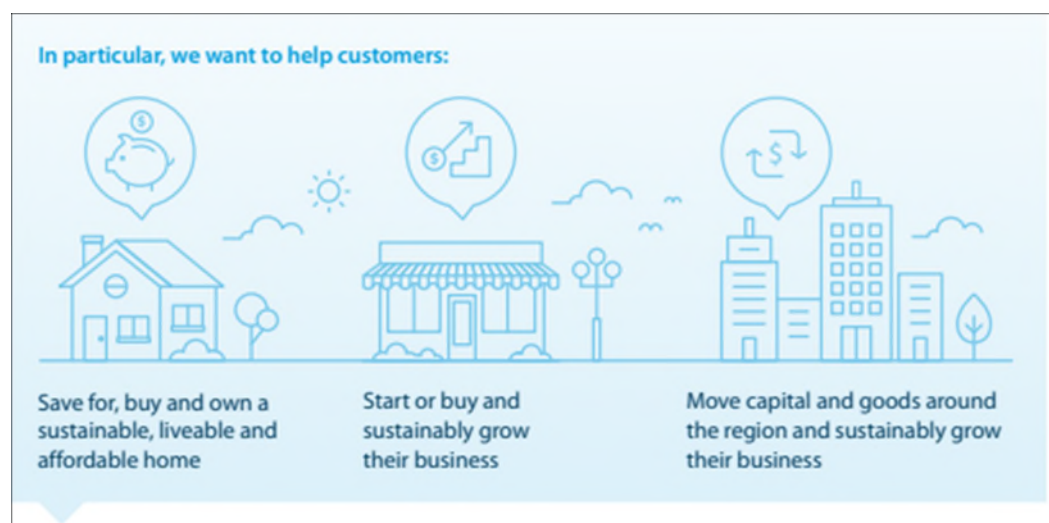 In particular, we want to help customers:
$
$
$
Save for, buy and own a
sustainable, liveable and
affordable home
Start or buy and
sustainably grow
their business
Move capital and goods around
the region and sustainably grow
their business